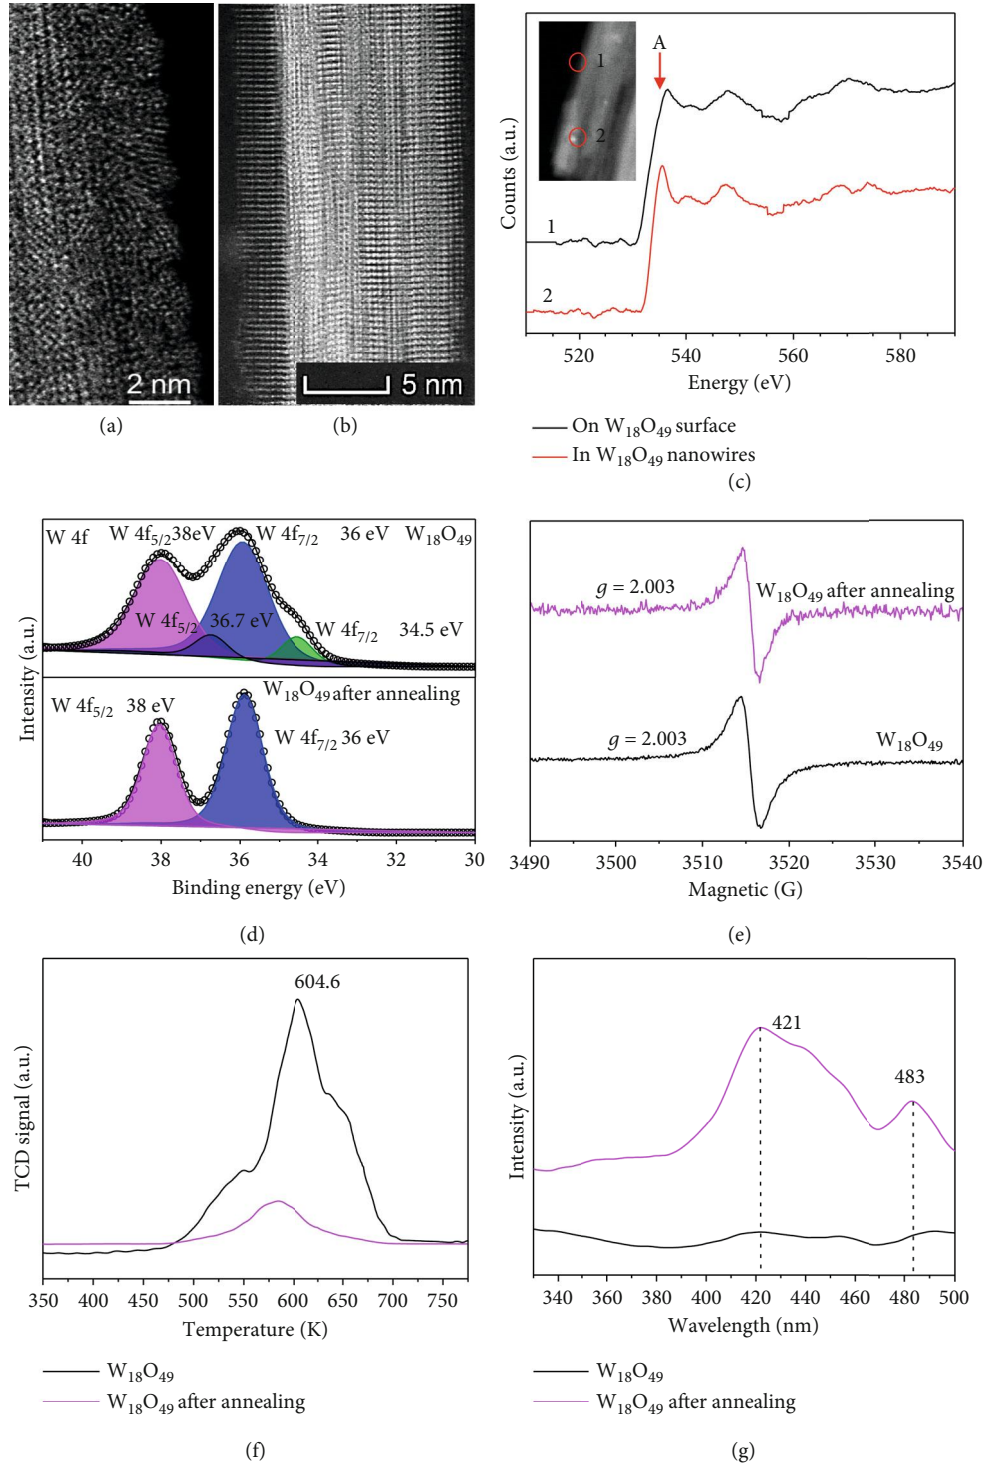 2 nm
5 nm
(a)
(b)
Counts (a.u.)
1
2
A
1
2
520
540
560
580
Energy (eV)
On W₁₈O₄₉ surface
In W₁₈O₄₉ nanowires
(c)
Intensity (a.u.)
W 4f
W 4f₅/₂ 38eV
W 4f₇/₂ 36 eV
W₁₈O₄₉
W 4f₅/₂ 36.7 eV
W 4f₇/₂ 34.5 eV
W₁₈O₄₉ after annealing
W 4f₅/₂ 38 eV
W 4f₇/₂ 36 eV
40
38
36
34
32
30
Binding energy (eV)
(d)
g = 2.003
W₁₈O₄₉ after annealing
g = 2.003
W₁₈O₄₉
3490
3500
3510
3520
3530
3540
Magnetic (G)
(e)
TCD signal (a.u.)
604.6
350
400
450
500
550
600
650
700
750
Temperature (K)
W₁₈O₄₉
W₁₈O₄₉ after annealing
(f)
Intensity (a.u.)
421
483
340
360
380
400
420
440
460
480
500
Wavelength (nm)
W₁₈O₄₉
W₁₈O₄₉ after annealing
(g)